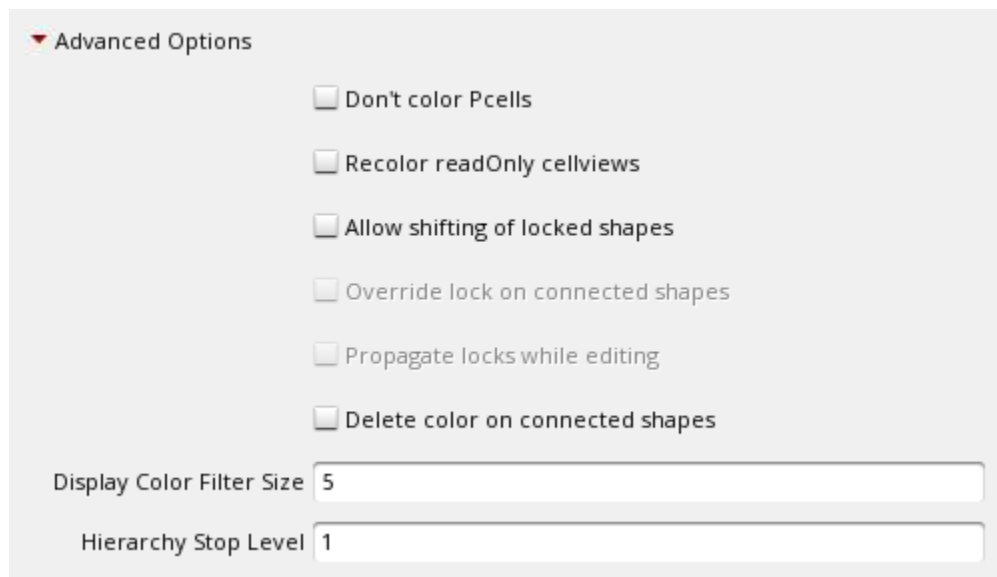 Advanced Options
Don't color Pcells
Recolor readOnly cellviews
Allow shifting of locked shapes
Override lock on connected shapes
Propagate locks while editing
Delete color on connected shapes
Display Color Filter Size 5
Hierarchy Stop Level 1